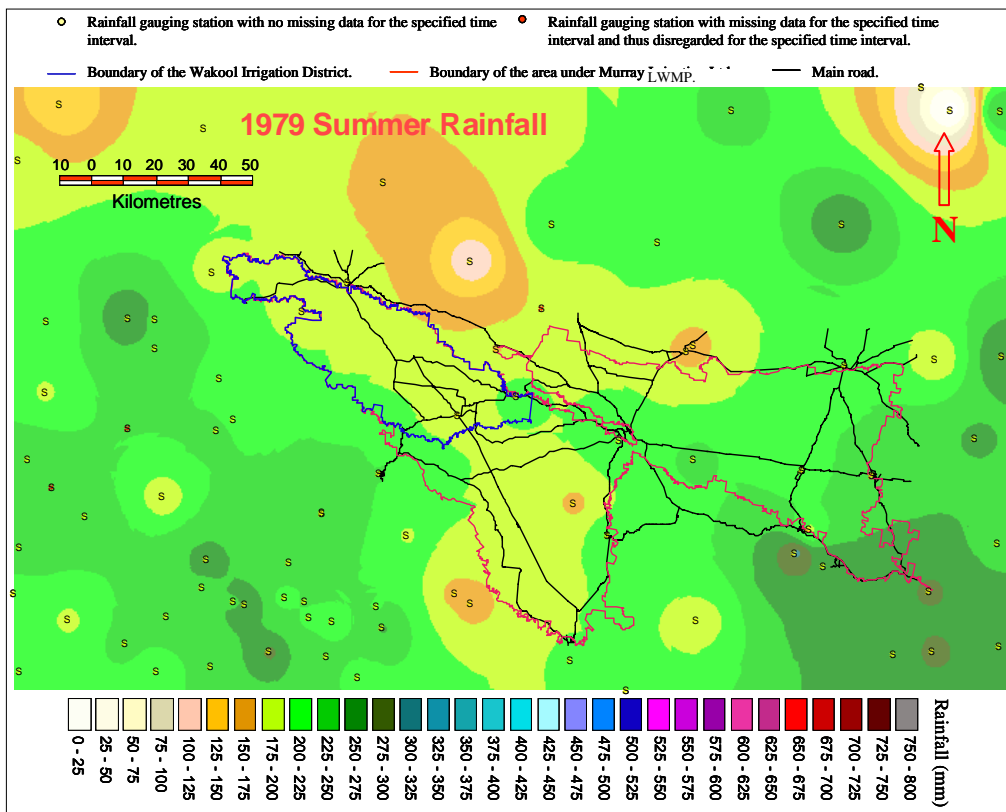 Rainfall gauging station with no missing data for the specified time
interval.
Rainfall gauging station with missing data for the specified time
interval and thus disregarded for the specified time interval.
Boundary of the Wakool Irrigation District.
Boundary of the area under Murray
LWMP.
Main road.
1979 Summer Rainfall
10 0 10 20 30 40 50
Kilometres
N
0 - 25
25 - 50
50 - 75
75 - 100
100 - 125
125 - 150
150 - 175
175 - 200
200 - 225
225 - 250
250 - 275
275 - 300
300 - 325
325 - 350
350 - 375
375 - 400
400 - 425
425 - 450
450 - 475
475 - 500
500 - 525
525 - 550
550 - 575
575 - 600
600 - 625
625 - 650
650 - 675
675 - 700
700 - 725
725 - 750
750 - 800
Rainfall (mm)